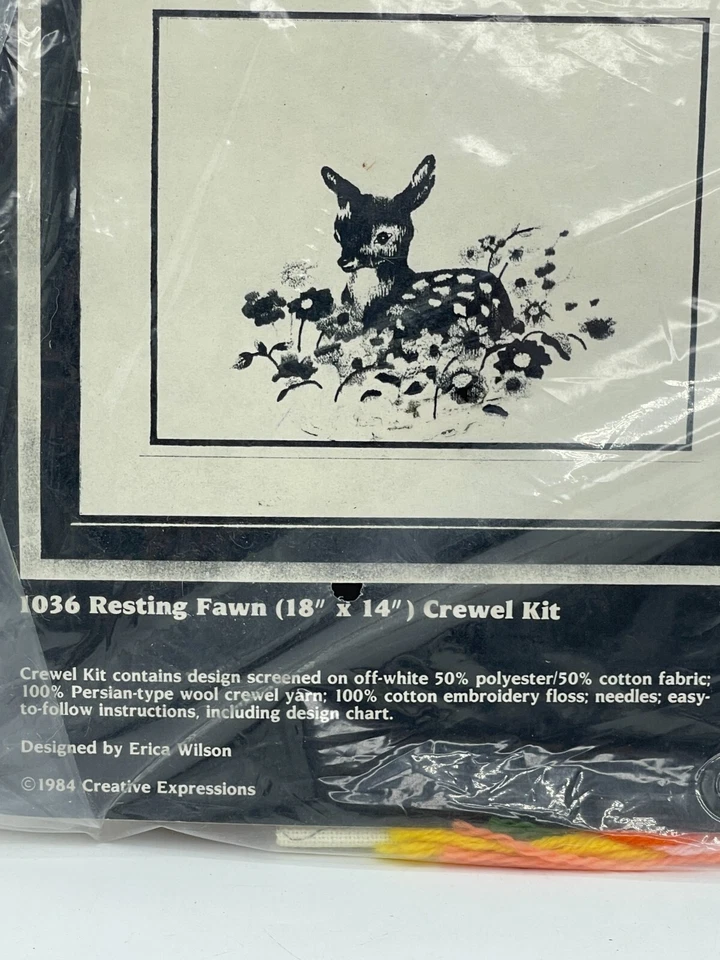 1036 Resting Fawn (18" x 14") Crewel Kit
Crewel Kit contains design screened on off-white 50% polyester/50% cotton fabric;
100% Persian-type wool crewel yarn; 100% cotton embroidery floss; needles; easy-
to-follow instructions, including design chart.
Designed by Erica Wilson
©1984 Creative Expressions